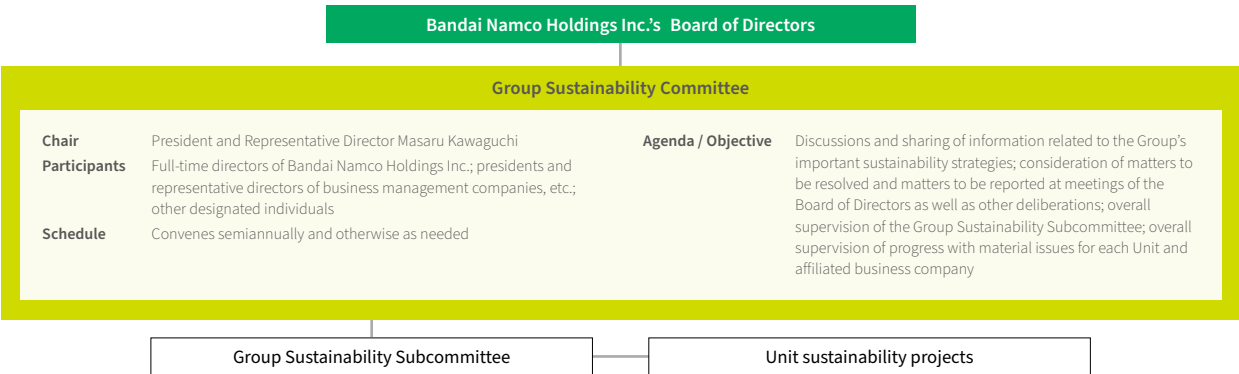 Bandai Namco Holdings Inc.’s Board of Directors
Group Sustainability Committee
Chair President and Representative Director Masaru Kawaguchi
Participants Full-time directors of Bandai Namco Holdings Inc.; presidents and
representative directors of business management companies, etc.;
other designated individuals
Schedule Convenes semiannually and otherwise as needed
Agenda / Objective Discussions and sharing of information related to the Group’s
important sustainability strategies; consideration of matters to
be resolved and matters to be reported at meetings of the
Board of Directors as well as other deliberations; overall
supervision of the Group Sustainability Subcommittee; overall
supervision of progress with material issues for each Unit and
affiliated business company
Group Sustainability Subcommittee
Unit sustainability projects